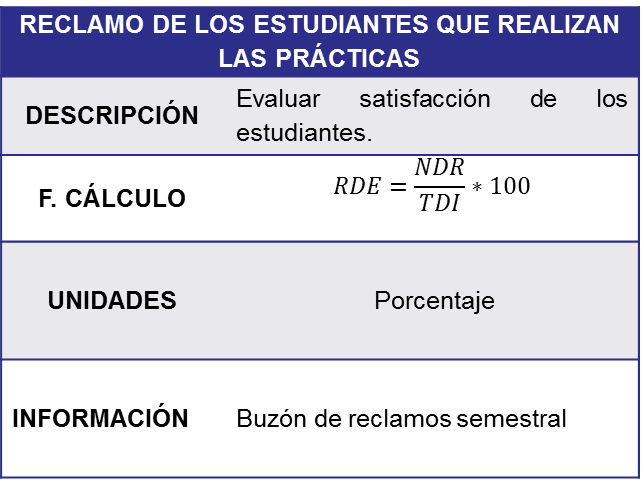 RECLAMO DE LOS ESTUDIANTES QUE REALIZAN
LAS PRÁCTICAS
DESCRIPCIÓN
Evaluar satisfacción de los
estudiantes.
F. CÁLCULO
RDE = NDR/TDI * 100
UNIDADES
Porcentaje
INFORMACIÓN
Buzón de reclamos semestral